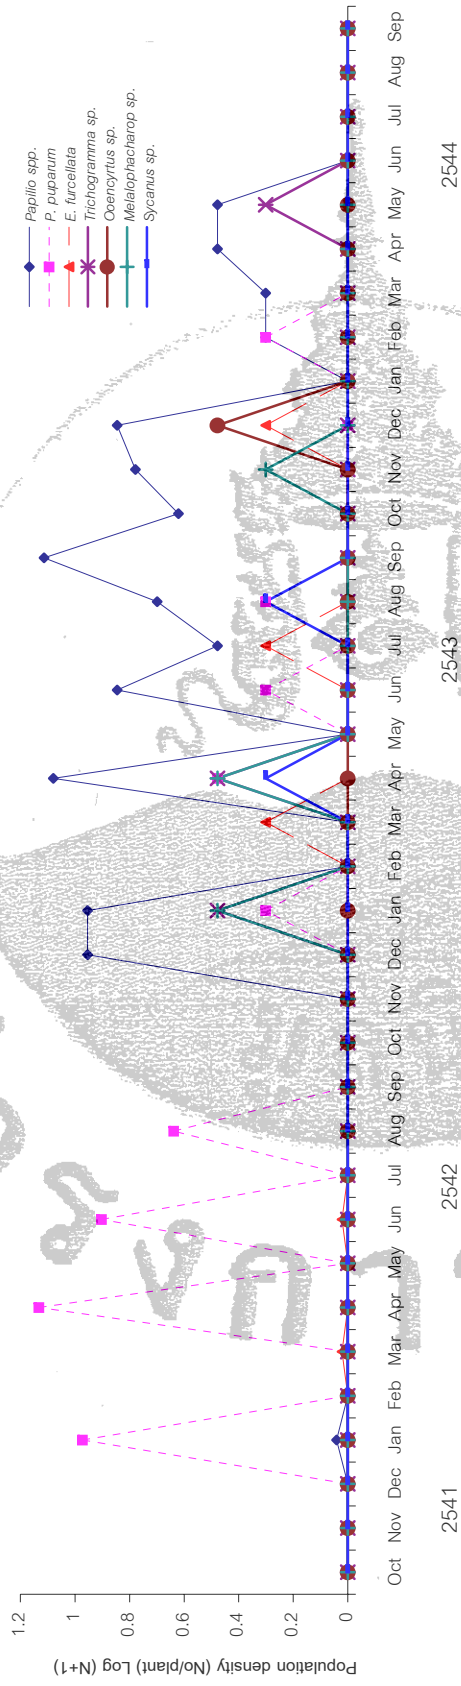 Population density (No/plant) Log (N+1)
1.2
1
0.8
0.6
0.4
0.2
0
Papilio spp.
P. puparum
E. furcellata
Trichogramma sp.
Ooencyrtus sp.
Melalophacharop sp.
Sycanus sp.
Oct Nov Dec Jan Feb Mar Apr May Jun Jul Aug Sep Oct Nov Dec Jan Feb Mar Apr May Jun Jul Aug Sep Oct Nov Dec Jan Feb Mar Apr May Jun Jul Aug Sep
2541 2542 2543 2544